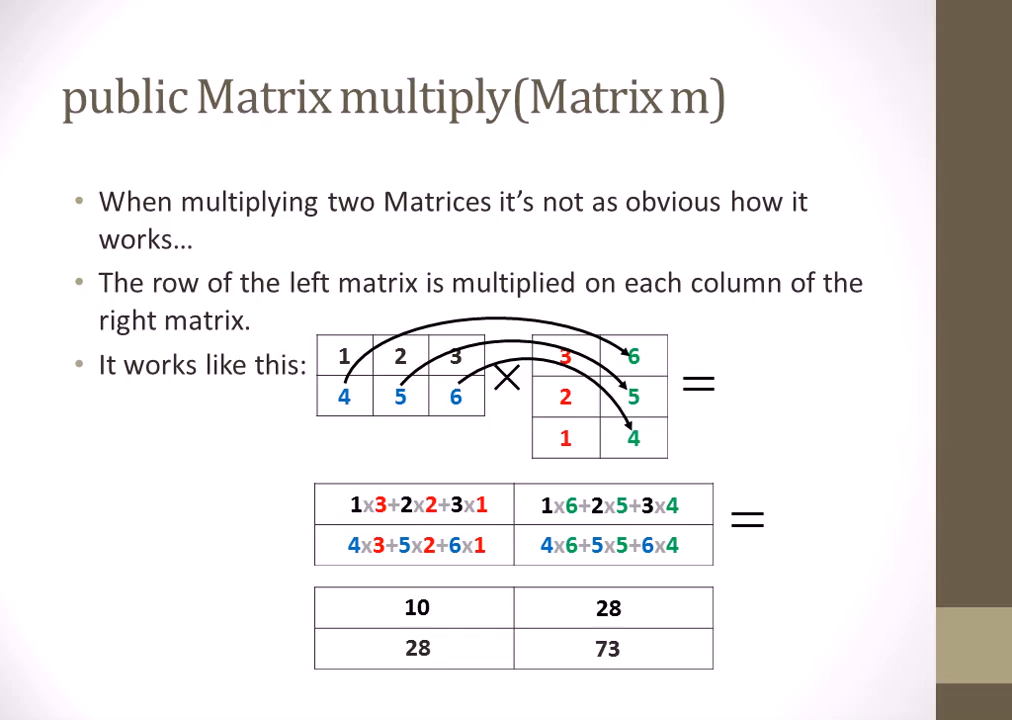 public Matrix multiply(Matrix m)
• When multiplying two Matrices it’s not as obvious how it
works…
• The row of the left matrix is multiplied on each column of the
right matrix.
• It works like this:
1 2 3
4 5 6
×
3 6
2 5
1 4
=
1x3+2x2+3x1 1x6+2x5+3x4
4x3+5x2+6x1 4x6+5x5+6x4
=
10 28
28 73